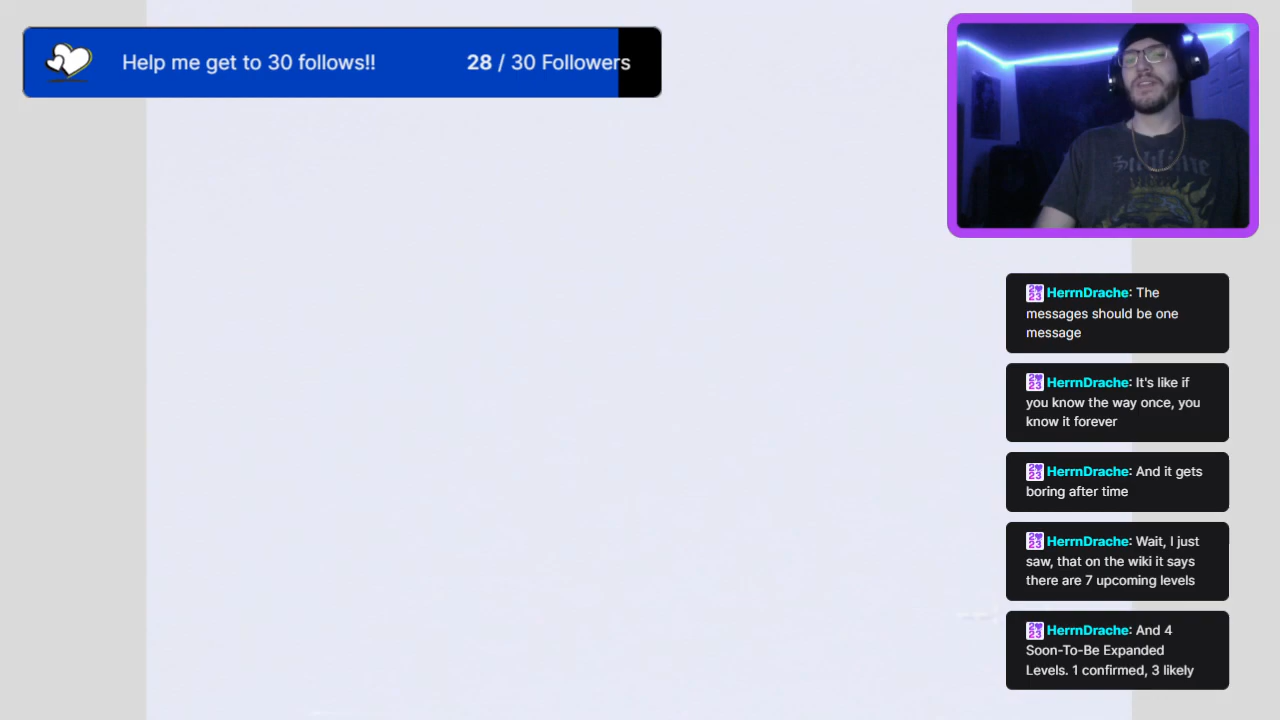 Help me get to 30 follows!! 28 / 30 Followers
Sublime
HerrnDrache: The
messages should be one
message
HerrnDrache: It's like if
you know the way once, you
know it forever
HerrnDrache: And it gets
boring after time
HerrnDrache: Wait, I just
saw, that on the wiki it says
there are 7 upcoming levels
HerrnDrache: And 4
Soon-To-Be Expanded
Levels. 1 confirmed, 3 likely